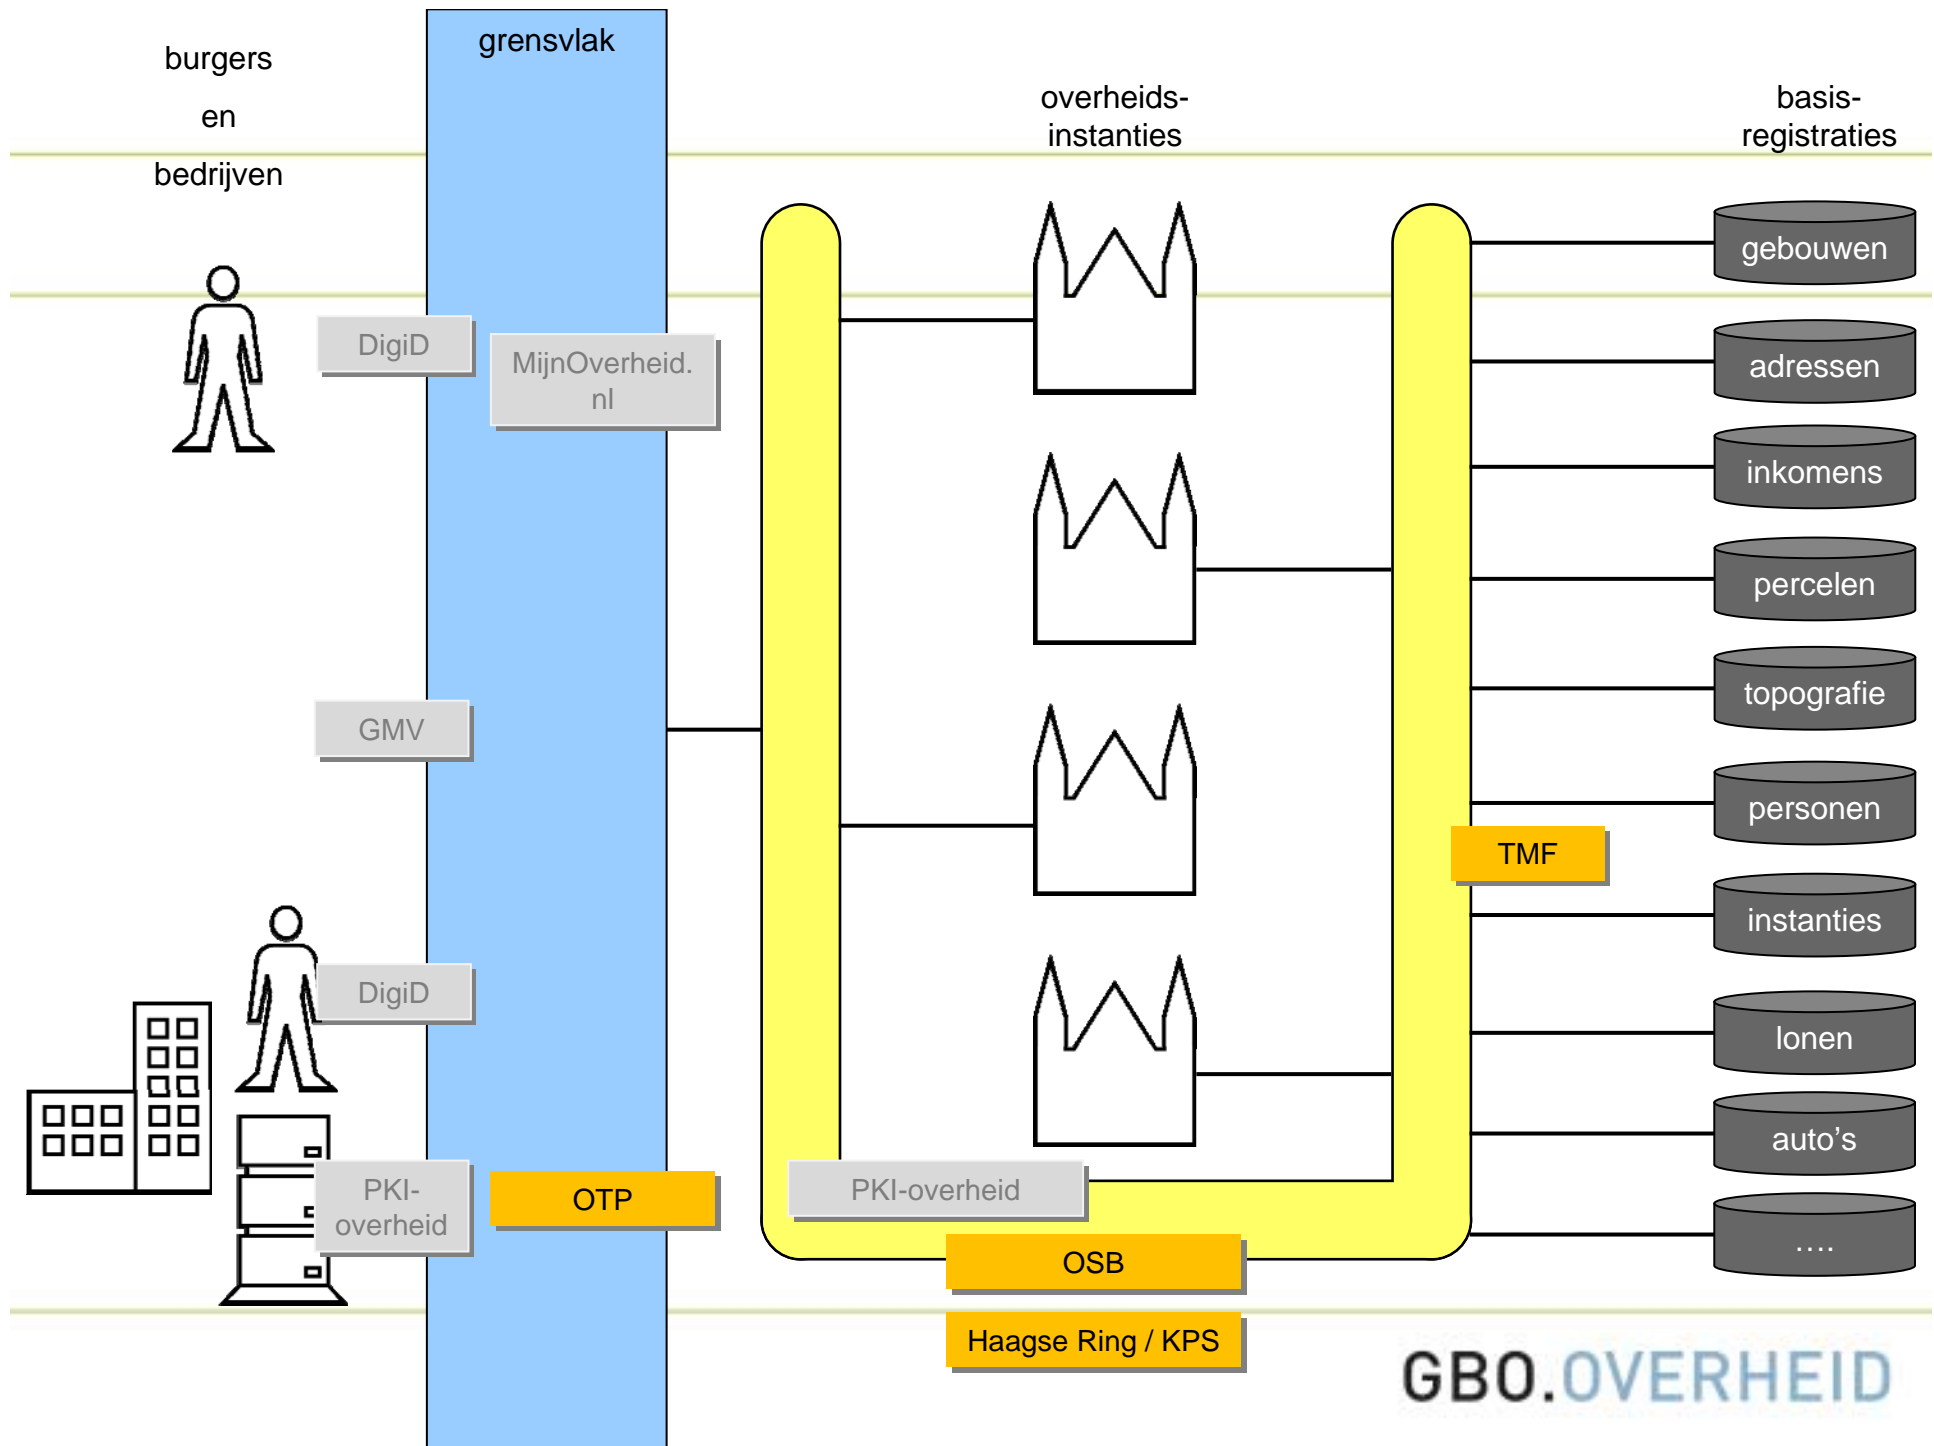 burgers
en
bedrijven
grensvlak
overheids-
instanties
basis-
registraties
gebouwen
DigiD
MijnOverheid.
nl
adressen
inkomens
percelen
topografie
GMV
personen
TMF
instanties
DigiD
lonen
auto's
PKI-
overheid
OTP
PKI-overheid
....
OSB
Haagse Ring / KPS
GBO.OVERHEID